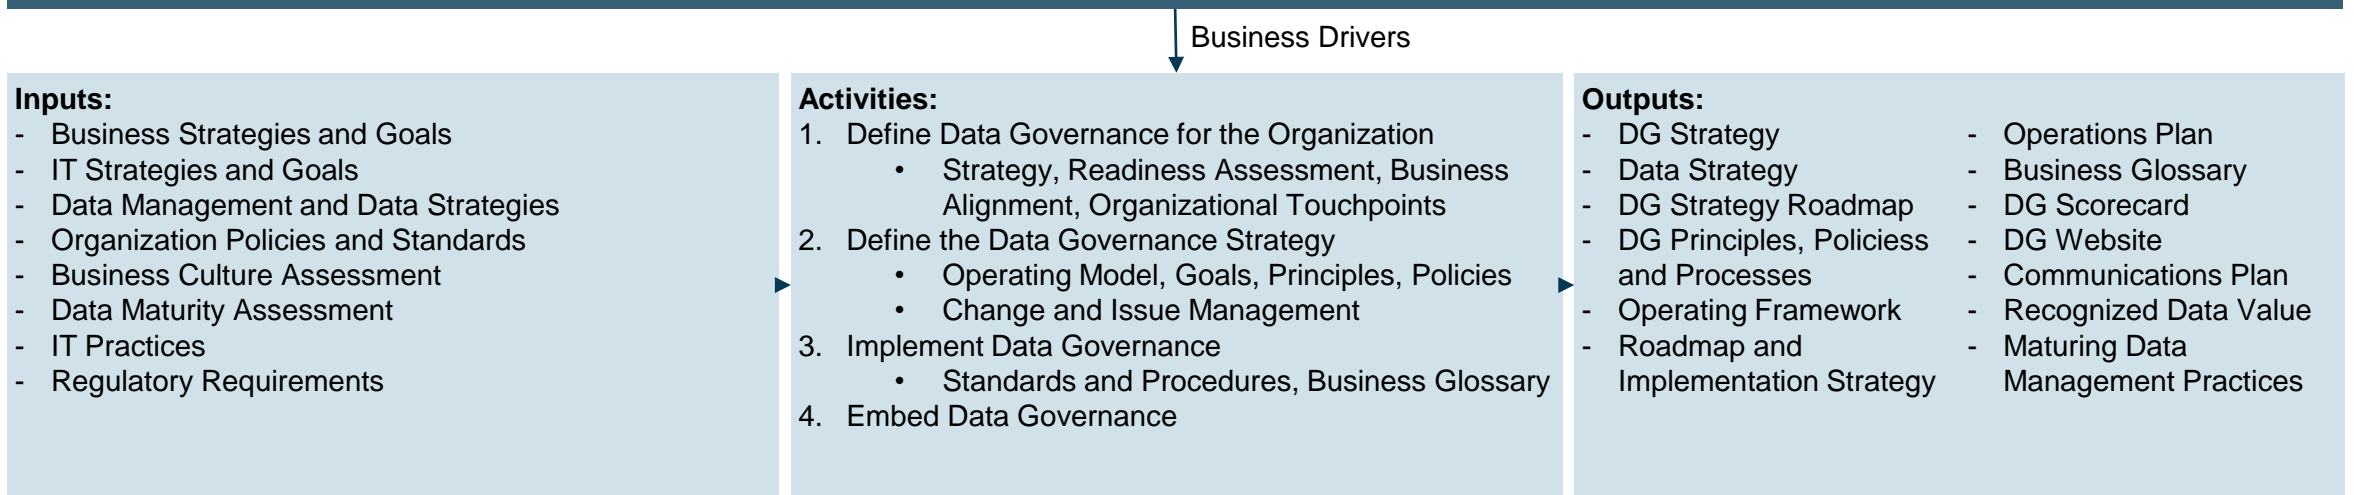 Business Drivers
Inputs:
- Business Strategies and Goals
- IT Strategies and Goals
- Data Management and Data Strategies
- Organization Policies and Standards
- Business Culture Assessment
- Data Maturity Assessment
- IT Practices
- Regulatory Requirements
Activities:
1. Define Data Governance for the Organization
• Strategy, Readiness Assessment, Business
Alignment, Organizational Touchpoints
2. Define the Data Governance Strategy
• Operating Model, Goals, Principles, Policies
• Change and Issue Management
3. Implement Data Governance
• Standards and Procedures, Business Glossary
4. Embed Data Governance
Outputs:
- DG Strategy
- Data Strategy
- DG Strategy Roadmap
- DG Principles, Policiess
and Processes
- Operating Framework
- Roadmap and
Implementation Strategy
- Operations Plan
- Business Glossary
- DG Scorecard
- DG Website
- Communications Plan
- Recognized Data Value
- Maturing Data
Management Practices